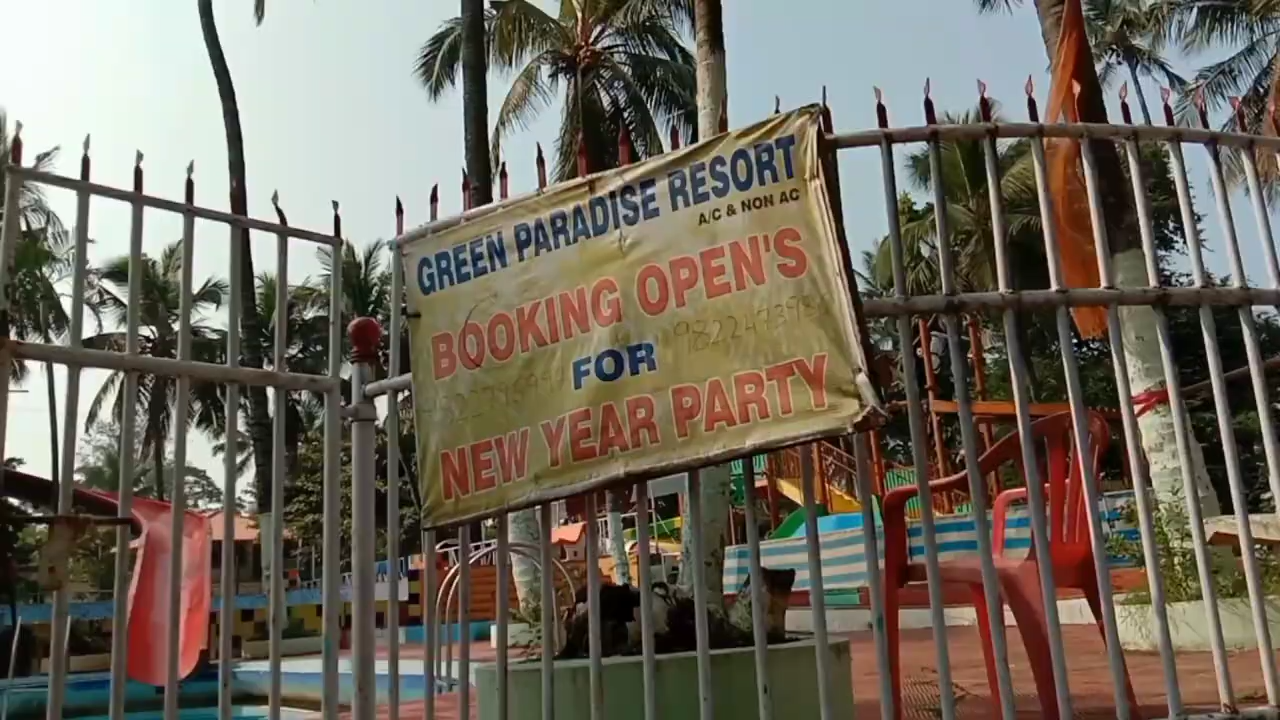 GREEN PARADISE RESORT
A/C & NON AC
BOOKING OPEN'S
FOR
NEW YEAR PARTY